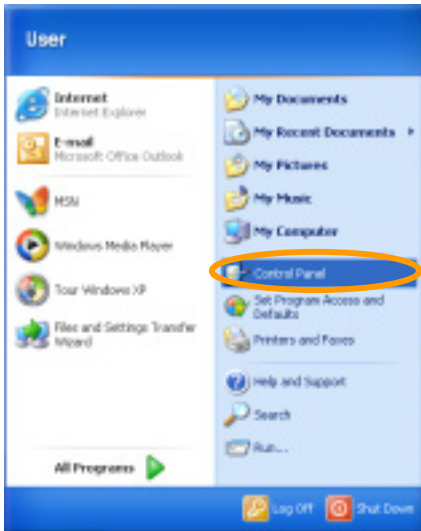 User
Internet
Internet Explorer
E-mail
Microsoft Office Outlook
MSN
Windows Media Player
Tour Windows XP
Files and Settings Transfer
Wizard
All Programs
My Documents
My Recent Documents
My Pictures
My Music
My Computer
Control Panel
Set Program Access and
Defaults
Printers and Faxes
Help and Support
Search
Run...
Log Off
Shut Down